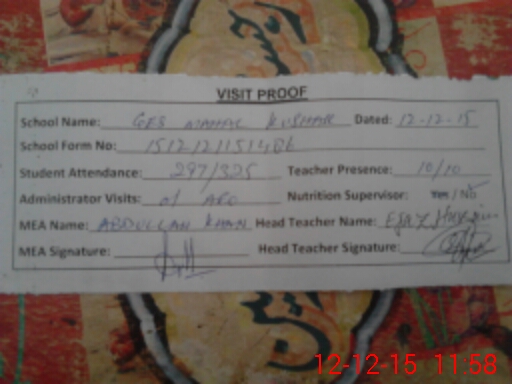 VISIT PROOF
School Name: GES MAHAL KUSHAK Dated: 12-12-15
School Form No:
Student Attendance: 297/325 Teacher Presence: 10/10
Administrator Visits: Nutrition Supervisor: Yes / No
MEA Name: ABDULLAH KHAN Head Teacher Name:
MEA Signature: Head Teacher Signature:
12-12-15 11:58